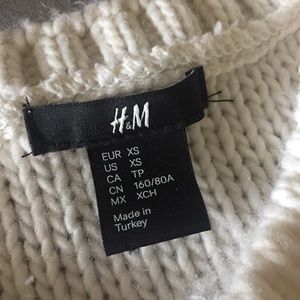 H&M
EUR XS
US XS
CA TP
CN 160/80A
MX XCH
Made in
Turkey